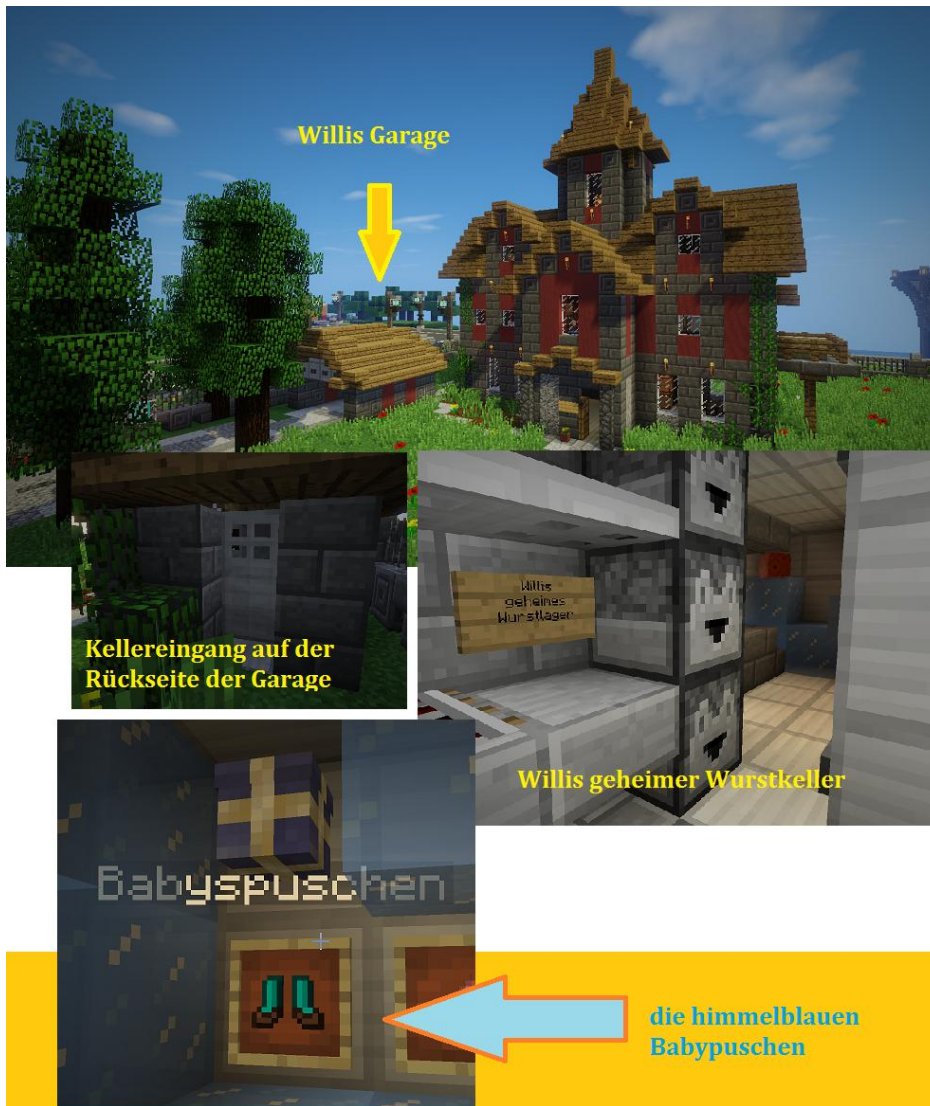 Willis Garage
Kellereingang auf der
Rückseite der Garage
Willis
geheimes
Wurstlager
Willis geheimer Wurstkeller
Babyspuschen
die himmelblauen
Babypuschen